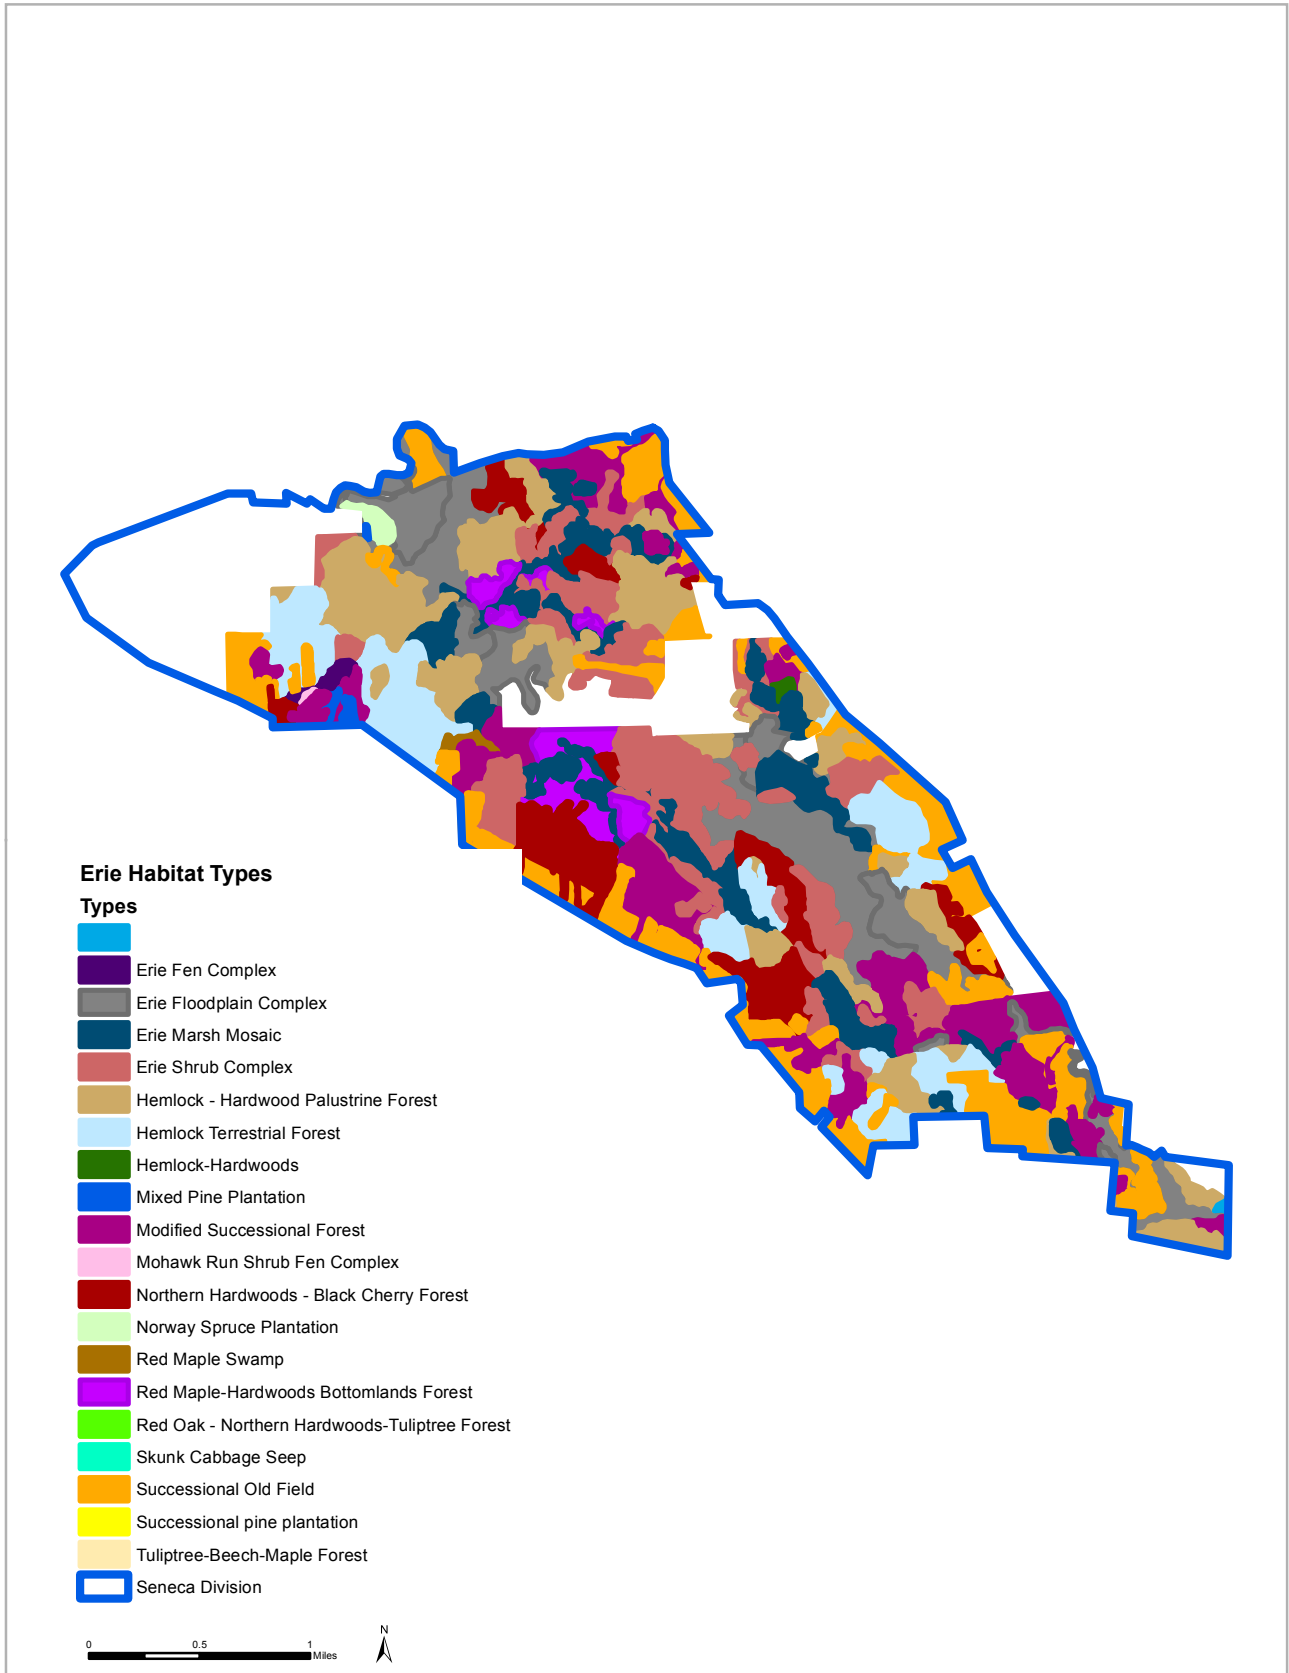 Erie Habitat Types
Types
Erie Fen Complex
Erie Floodplain Complex
Erie Marsh Mosaic
Erie Shrub Complex
Hemlock - Hardwood Palustrine Forest
Hemlock Terrestrial Forest
Hemlock-Hardwoods
Mixed Pine Plantation
Modified Successional Forest
Mohawk Run Shrub Fen Complex
Northern Hardwoods - Black Cherry Forest
Norway Spruce Plantation
Red Maple Swamp
Red Maple-Hardwoods Bottomlands Forest
Red Oak - Northern Hardwoods-Tuliptree Forest
Skunk Cabbage Seep
Successional Old Field
Successional pine plantation
Tuliptree-Beech-Maple Forest
Seneca Division
0 0.5 1
Miles
N